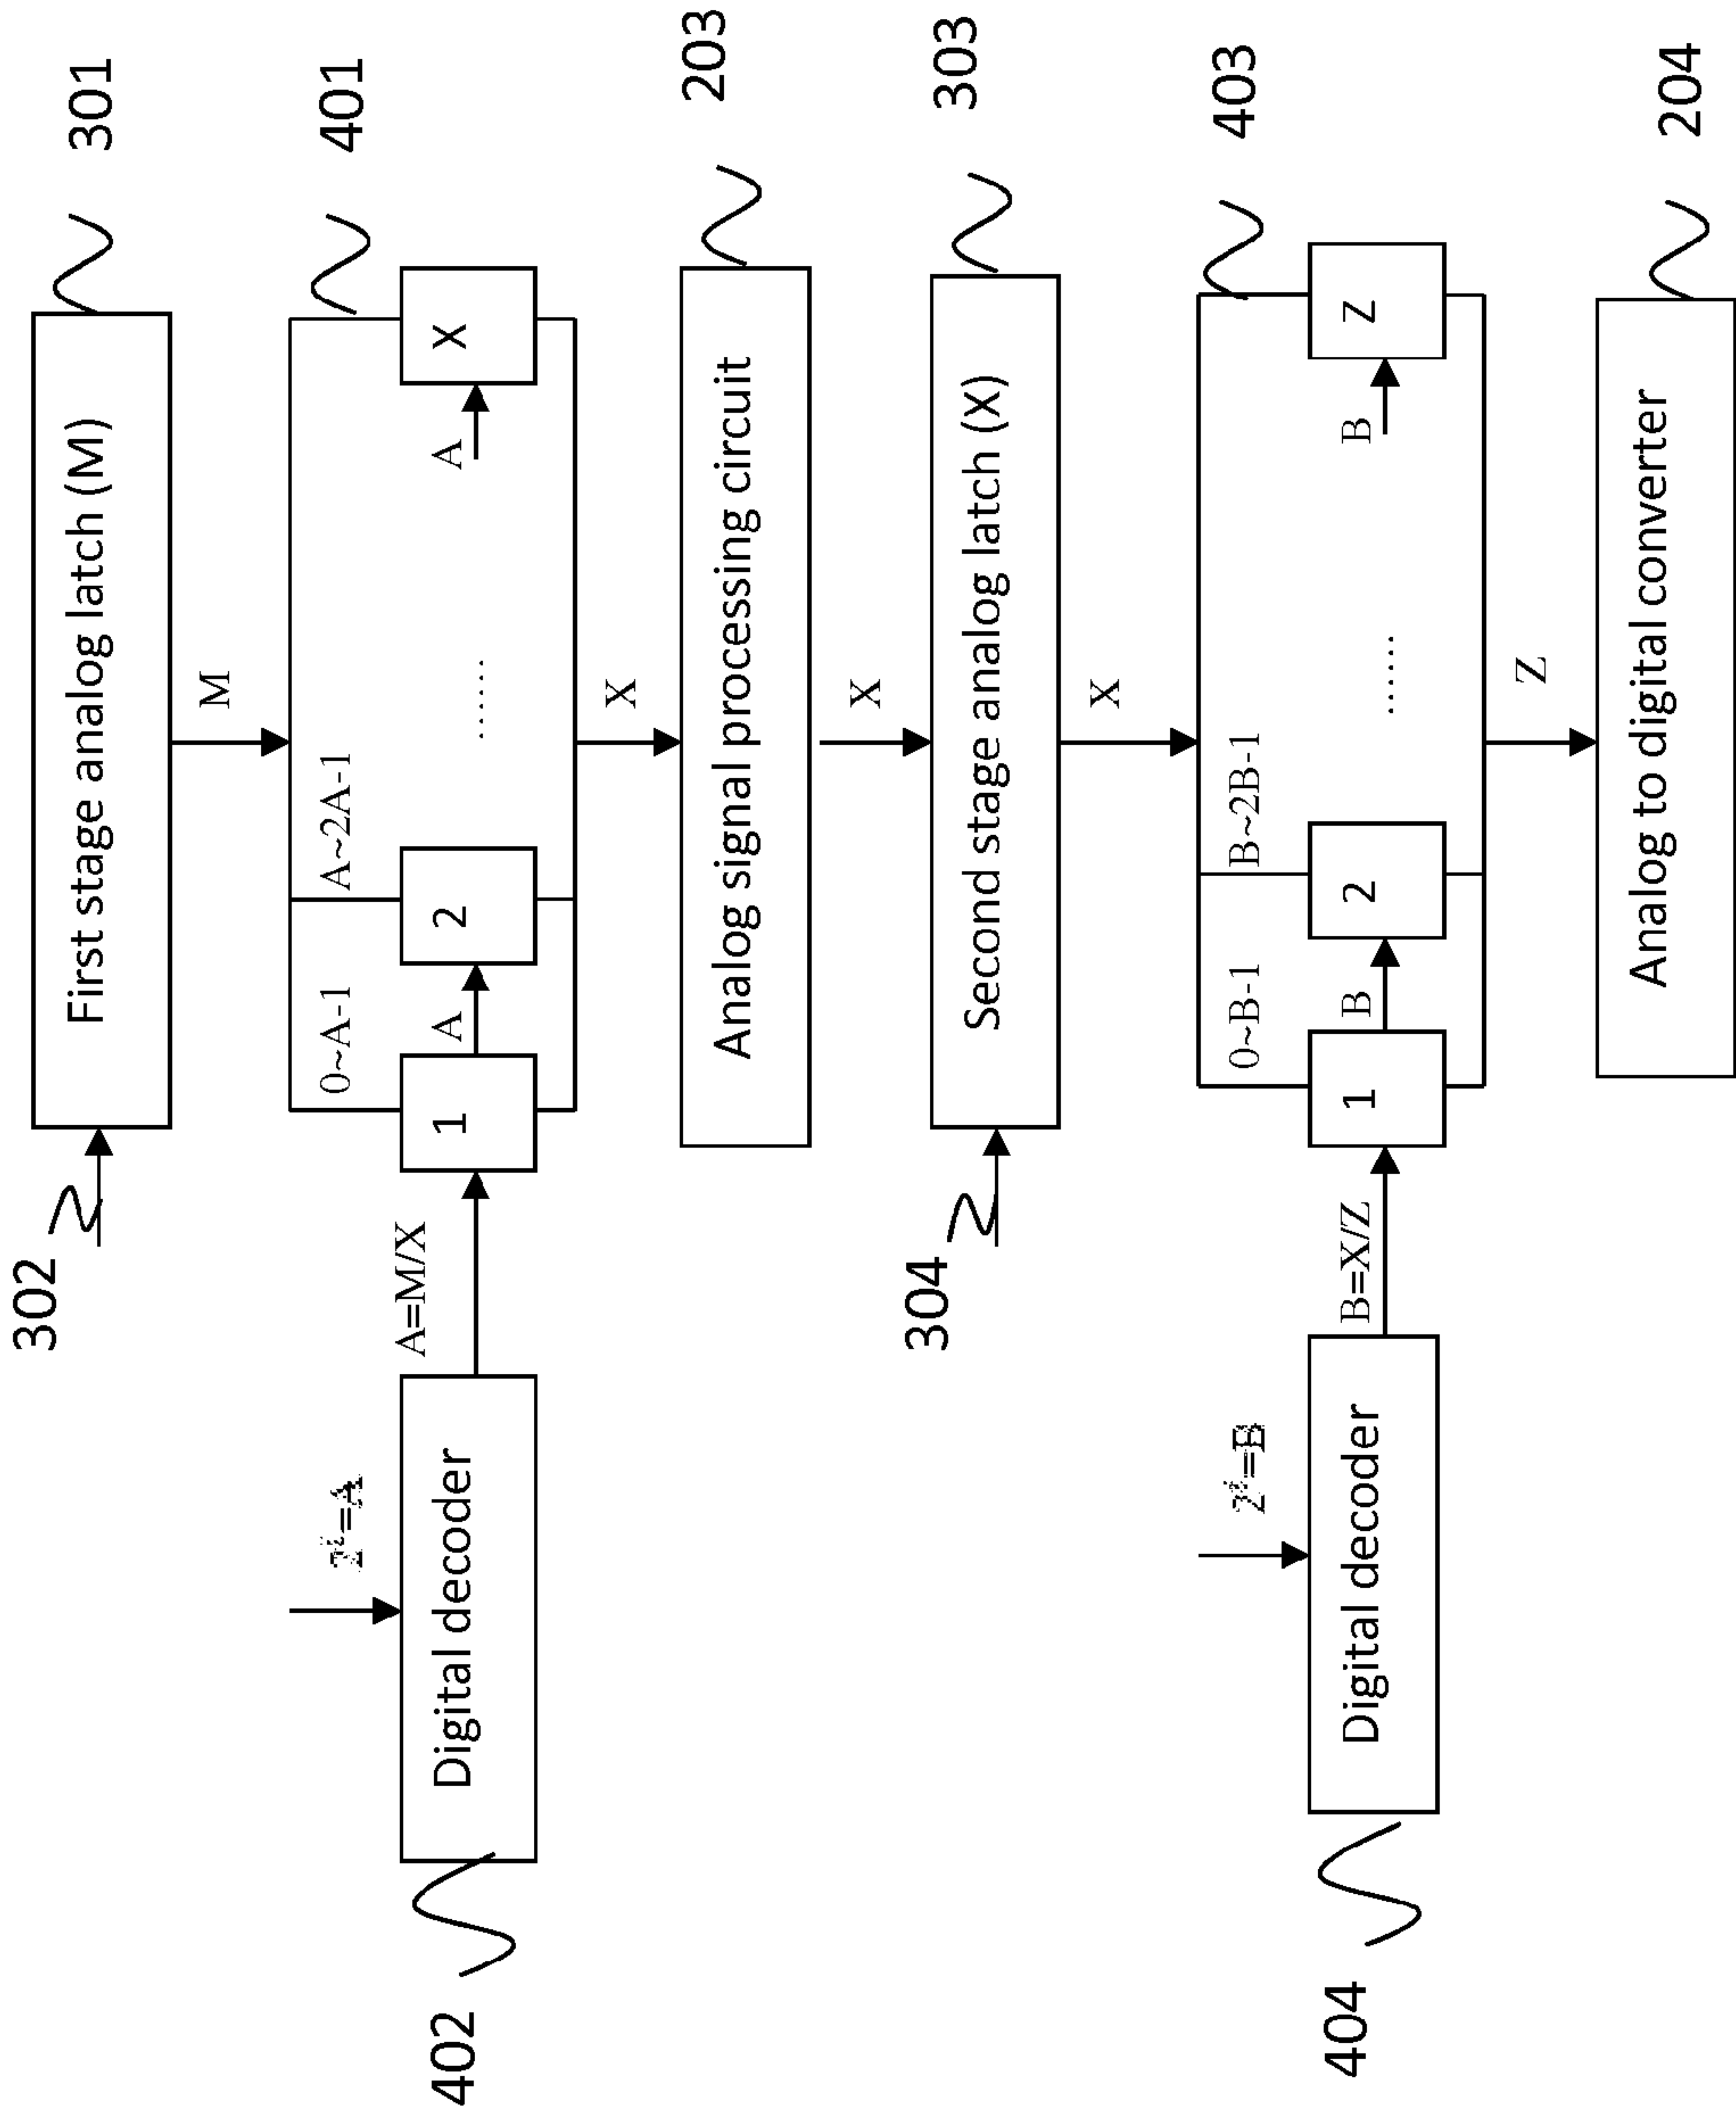 301
First stage analog latch (M)
302
M
401
0~A-1
A~2A-1
......
402
Digital decoder
A=M/X
1
A
2
A
X
X
203
Analog signal processing circuit
X
303
Second stage analog latch (X)
304
X
403
0~B-1
B~2B-1
......
404
Digital decoder
B=X/Z
1
B
2
B
Z
Z
204
Analog to digital converter